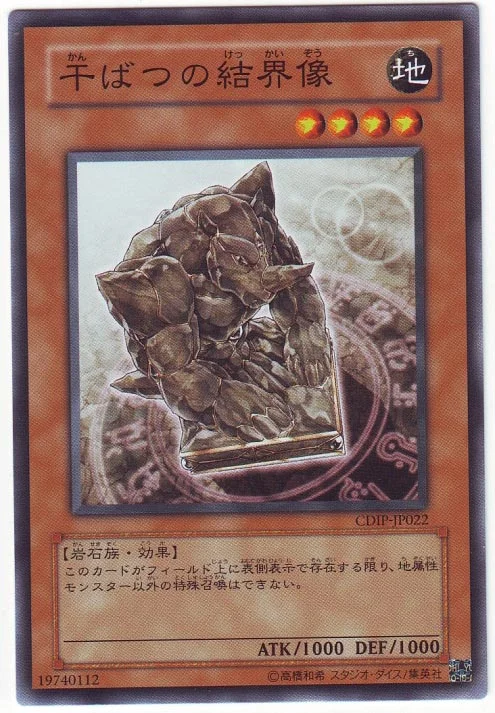 干ばつの結界像
地
CDIP-JP022
【岩石族・効果】
このカードがフィールド上に表側表示で存在する限り、地属性
モンスター以外の特殊召喚はできない。
ATK/1000 DEF/1000
19740112
©高橋和希 スタジオ・ダイス/集英社